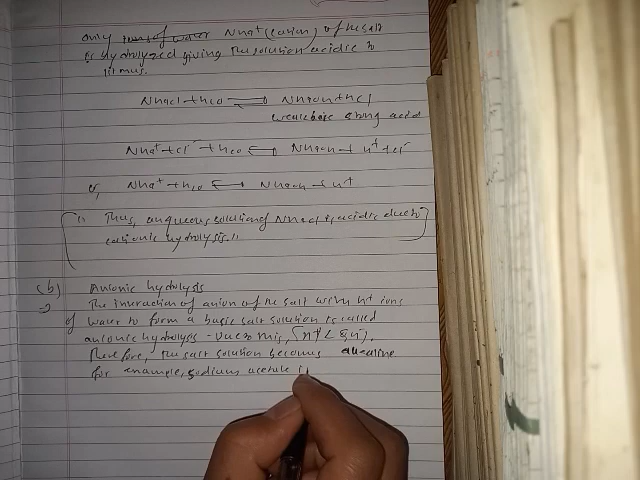 only ions of water NH4+ (cation) of the salt
is hydrolyzed giving the solution acidic to
litmus.
NH4Cl + H2O ⇌ NH4OH + HCl
weak base strong acid
NH4+ + Cl- + H2O ⇌ NH4OH + H+ + Cl-
or, NH4+ + H2O ⇌ NH4OH + H+
Thus, auqueous solution of NH4Cl is acidic due to
cationic hydrolysis.
(b) Anionic hydrolysis
⇒ The interaction of anion of the salt with H+ ions
of water to form a basic salt solution is called
anionic hydrolysis - Due to this,
Therefore, the salt solution becomes alkaline
for example, sodium acetate i